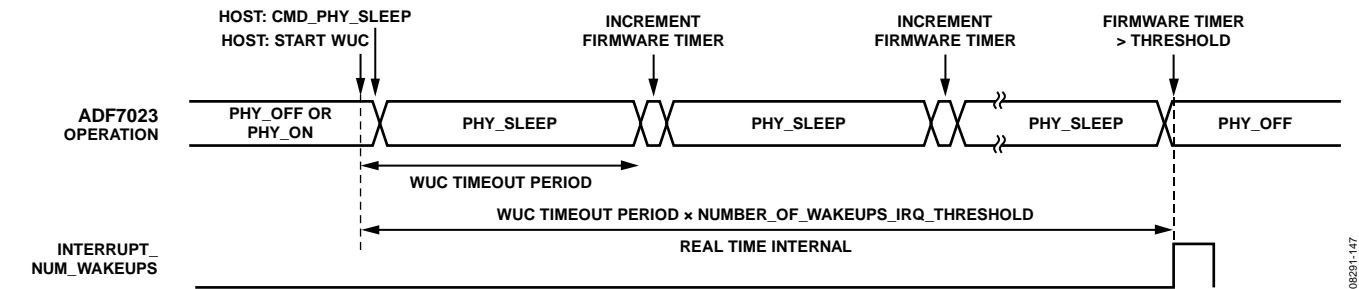 HOST: CMD_PHY_SLEEP
HOST: START WUC
INCREMENT
FIRMWARE TIMER
INCREMENT
FIRMWARE TIMER
FIRMWARE TIMER
> THRESHOLD
ADF7023
OPERATION
PHY_OFF OR
PHY_ON
PHY_SLEEP
PHY_SLEEP
PHY_SLEEP
PHY_OFF
WUC TIMEOUT PERIOD
WUC TIMEOUT PERIOD × NUMBER_OF_WAKEUPS_IRQ_THRESHOLD
REAL TIME INTERNAL
INTERRUPT_
NUM_WAKEUPS
08291-147